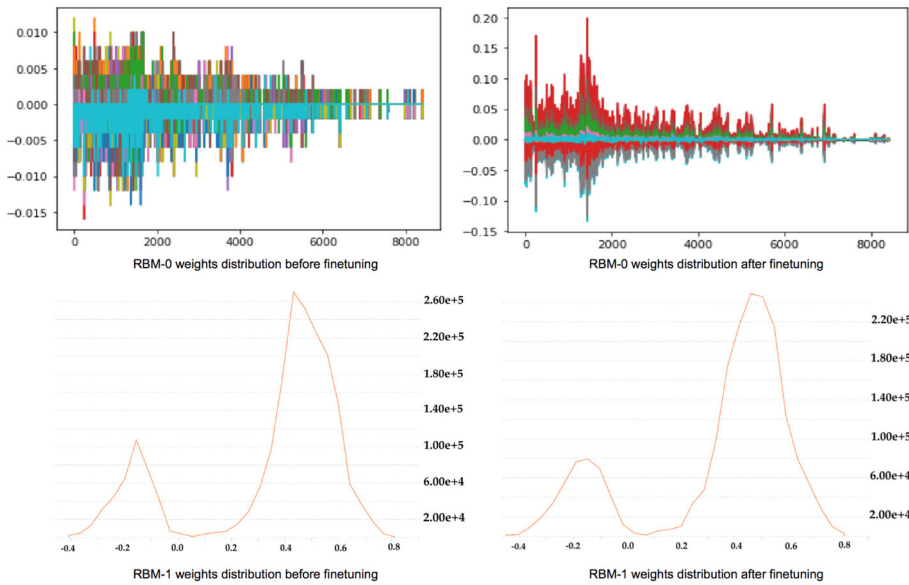 0.010
0.005
0.000
−0.005
−0.010
−0.015
0 2000 4000 6000 8000
RBM-0 weights distribution before finetuning
0.20
0.15
0.10
0.05
0.00
−0.05
−0.10
−0.15
0 1000 2000 3000 4000 5000 6000 7000 8000
RBM-0 weights distribution after finetuning
2.60e+5
2.20e+5
1.80e+5
1.40e+5
1.00e+5
6.00e+4
2.00e+4
-0.4 -0.2 0.0 0.2 0.4 0.6 0.8
RBM-1 weights distribution before finetuning
2.20e+5
1.80e+5
1.40e+5
1.00e+5
6.00e+4
2.00e+4
-0.4 -0.2 0.0 0.2 0.4 0.6 0.8
RBM-1 weights distribution after finetuning